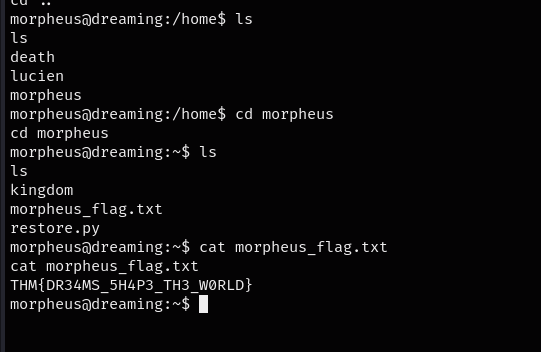 cd ..
morpheus@dreaming:/home$ ls
ls
death
lucien
morpheus
morpheus@dreaming:/home$ cd morpheus
cd morpheus
morpheus@dreaming:~$ ls
ls
kingdom
morpheus_flag.txt
restore.py
morpheus@dreaming:~$ cat morpheus_flag.txt
cat morpheus_flag.txt
THM{DR34MS_5H4P3_TH3_W0RLD}
morpheus@dreaming:~$